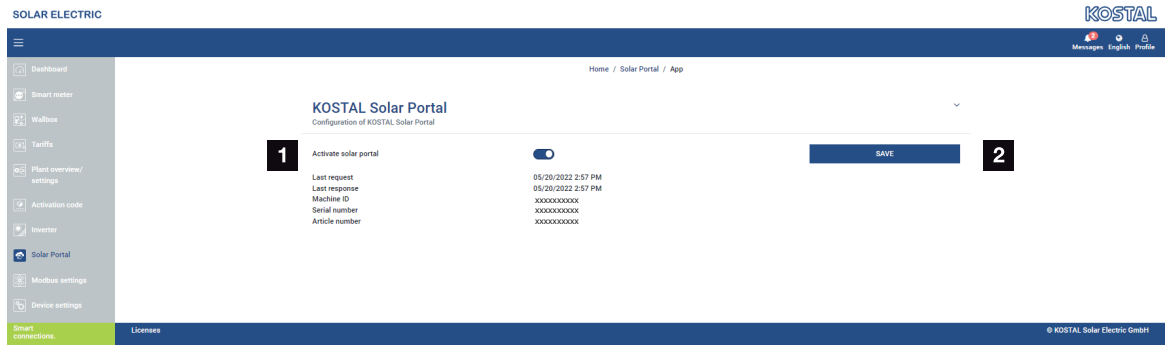 SOLAR ELECTRIC
KOSTAL
2
Messages English Profile
Dashboard
Smart meter
Wallbox
Tariffs
Plant overview/
settings
Activation code
Inverter
Solar Portal
Modbus settings
Device settings
Smart
connections.
Home / Solar Portal / App
KOSTAL Solar Portal
Configuration of KOSTAL Solar Portal
1 Activate solar portal SAVE 2
Last request 05/20/2022 2:57 PM
Last response 05/20/2022 2:57 PM
Machine ID xxxxxxxxxx
Serial number xxxxxxxxxx
Article number xxxxxxxxxx
Licenses © KOSTAL Solar Electric GmbH